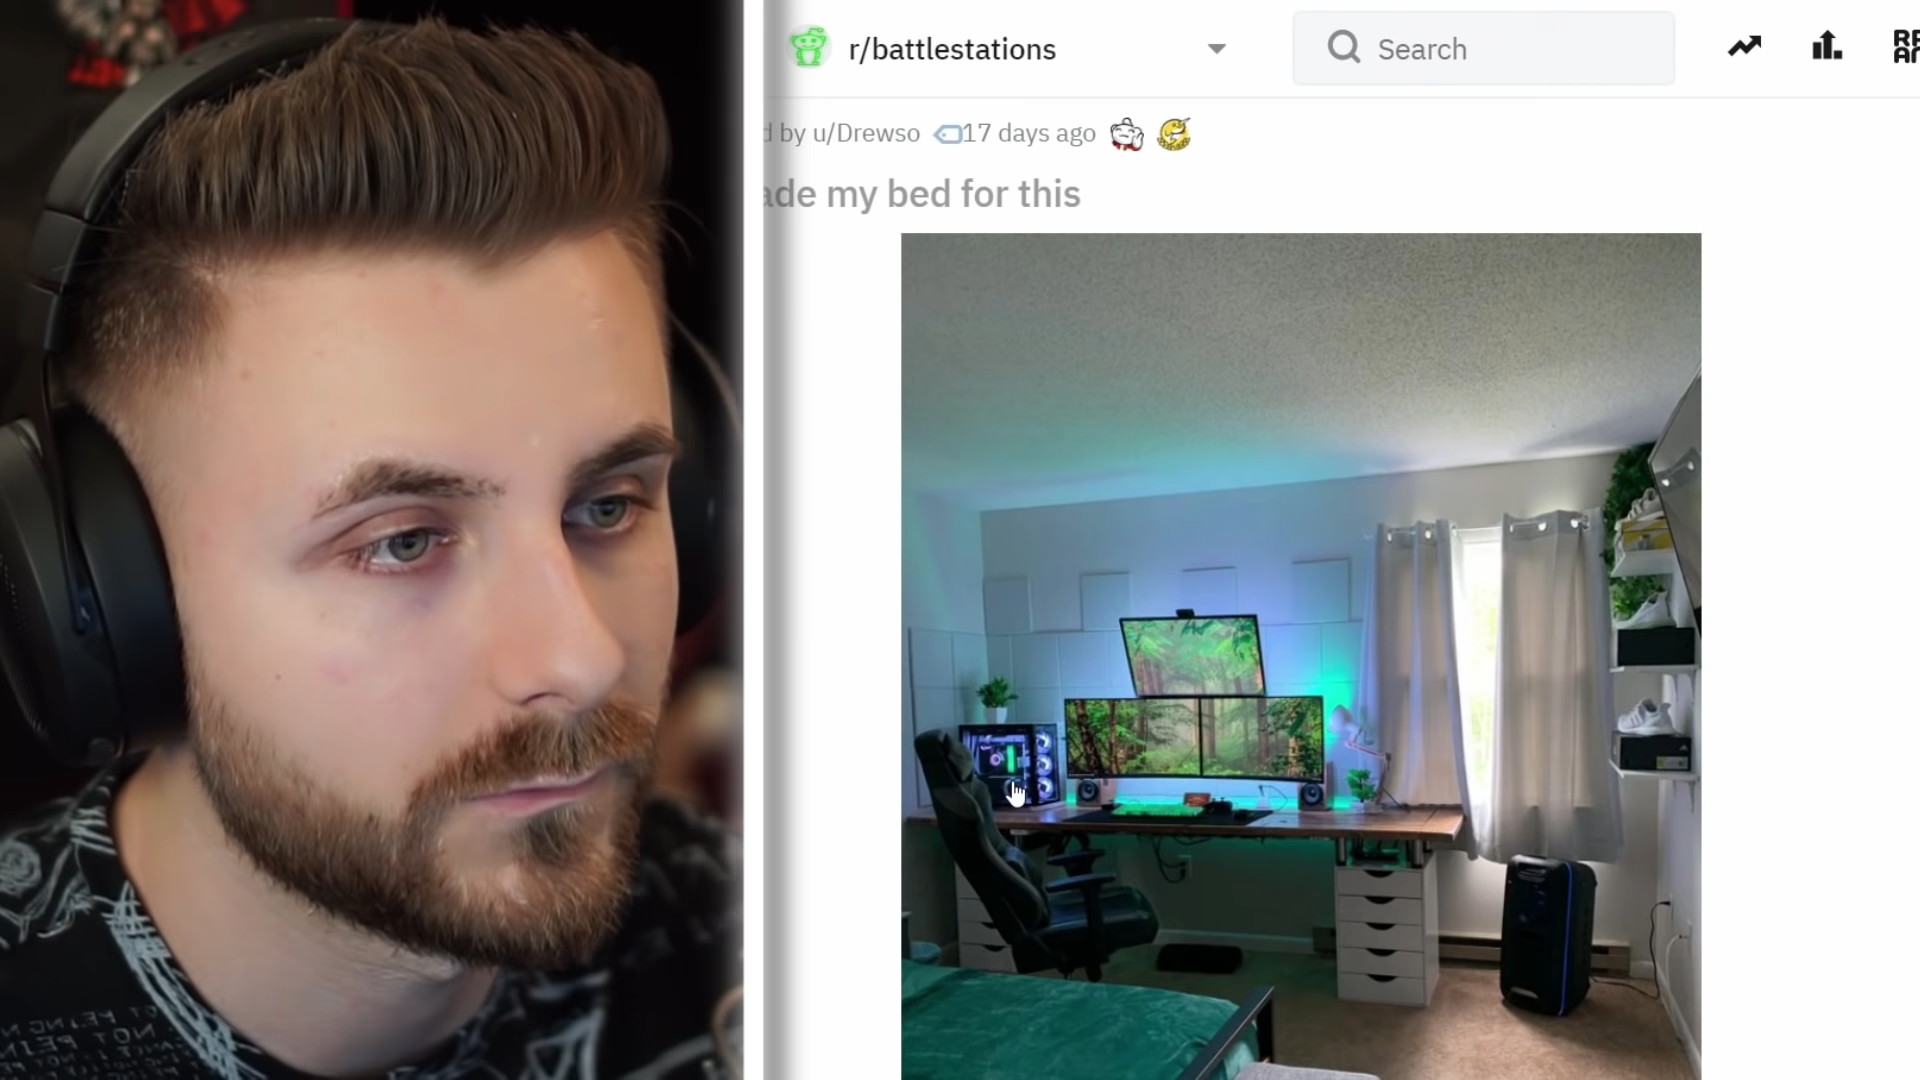 r/battlestations
Search
d by u/Drewso 17 days ago
ade my bed for this